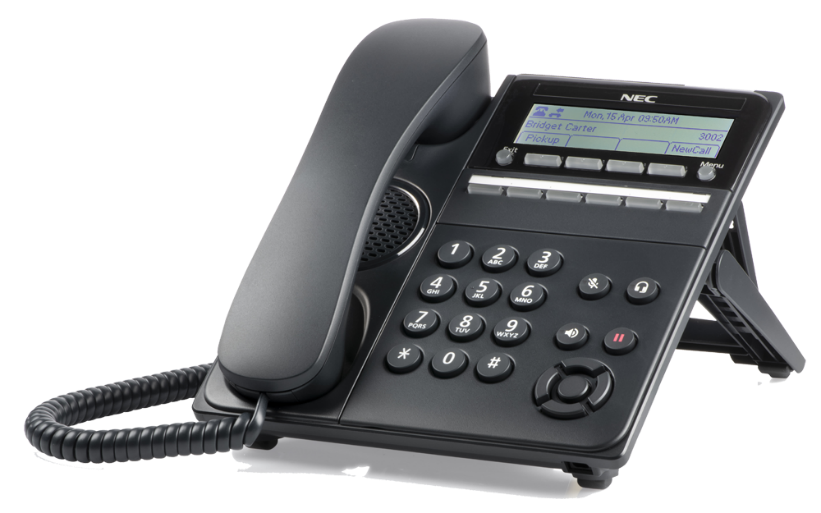 NEC
Mon, 15 Apr 09:50AM
Bridget Carter 3002
Pickup NewCall
Exit Menu
1 2 ABC 3 DEF
4 GHI 5 JKL 6 MNO
7 PQRS 8 TUV 9 WXYZ
* 0 #